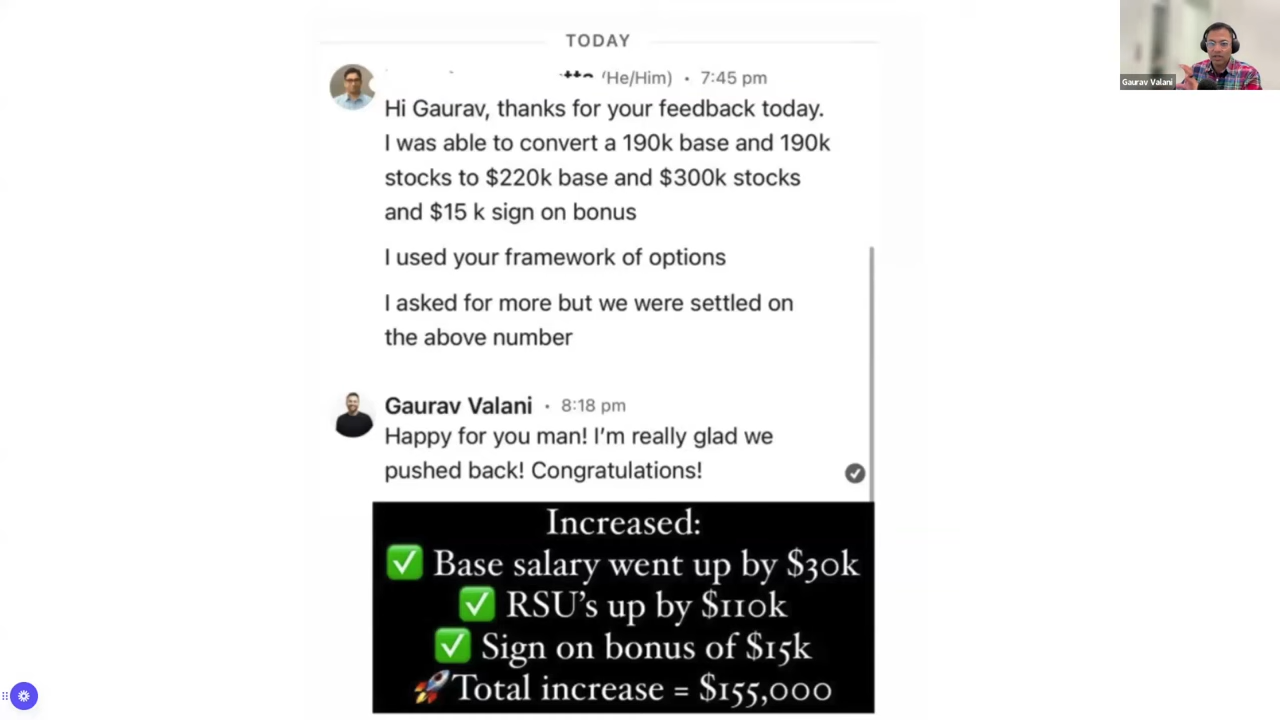 TODAY
(He/Him) • 7:45 pm
Hi Gaurav, thanks for your feedback today.
I was able to convert a 190k base and 190k
stocks to $220k base and $300k stocks
and $15 k sign on bonus
I used your framework of options
I asked for more but we were settled on
the above number
Gaurav Valani • 8:18 pm
Happy for you man! I’m really glad we
pushed back! Congratulations!
Increased:
✅ Base salary went up by $30k
✅ RSU’s up by $110k
✅ Sign on bonus of $15k
🚀Total increase = $155,000
Gaurav Valani